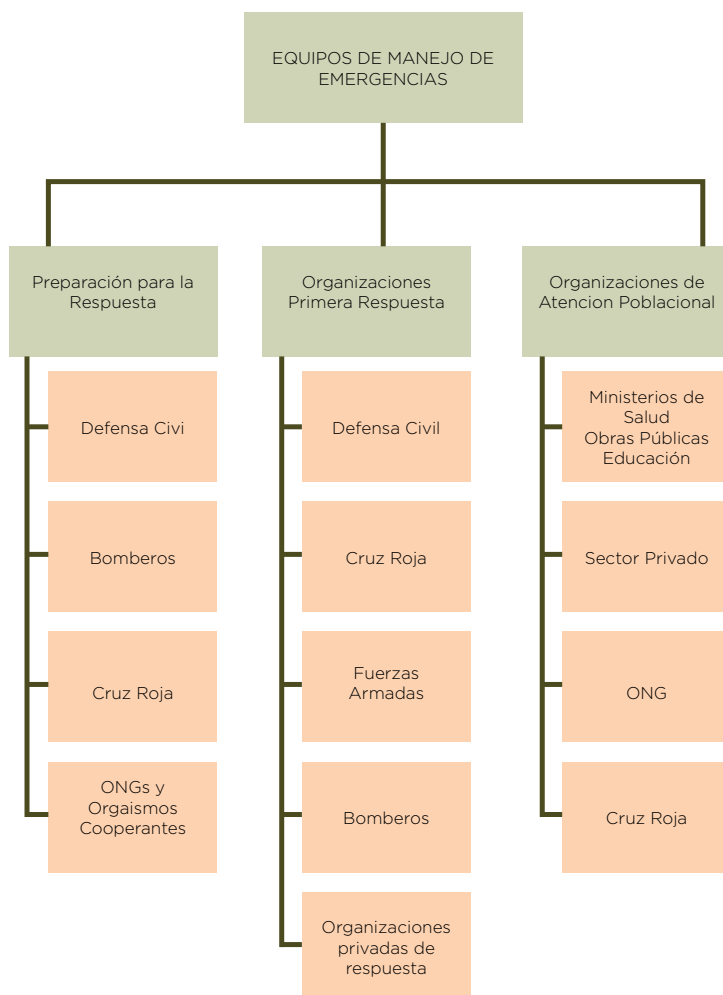 EQUIPOS DE MANEJO DE
EMERGENCIAS
Preparación para la
Respuesta
Defensa Civi
Bomberos
Cruz Roja
ONGs y
Orgaismos
Cooperantes
Organizaciones
Primera Respuesta
Defensa Civil
Cruz Roja
Fuerzas
Armadas
Bomberos
Organizaciones
privadas de
respuesta
Organizaciones de
Atencion Poblacional
Ministerios de
Salud
Obras Públicas
Educación
Sector Privado
ONG
Cruz Roja